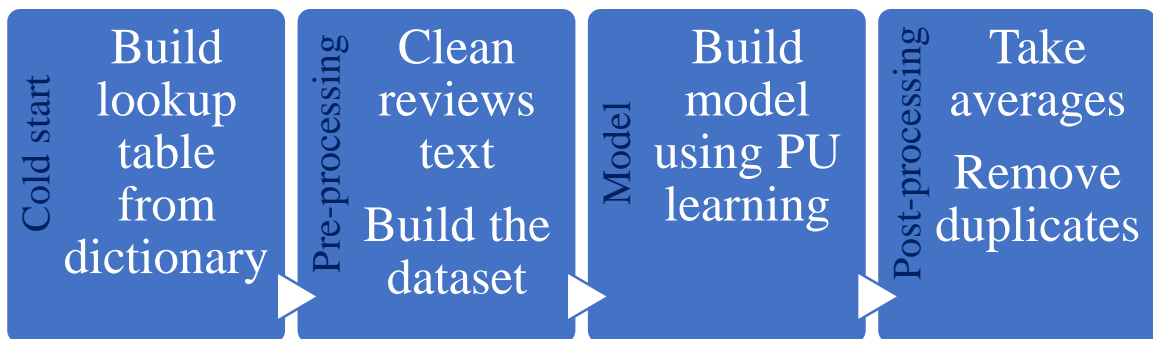 Cold start
Build
lookup
table
from
dictionary
Pre-processing
Clean
reviews
text
Build the
dataset
Model
Build
model
using PU
learning
Post-processing
Take
averages
Remove
duplicates